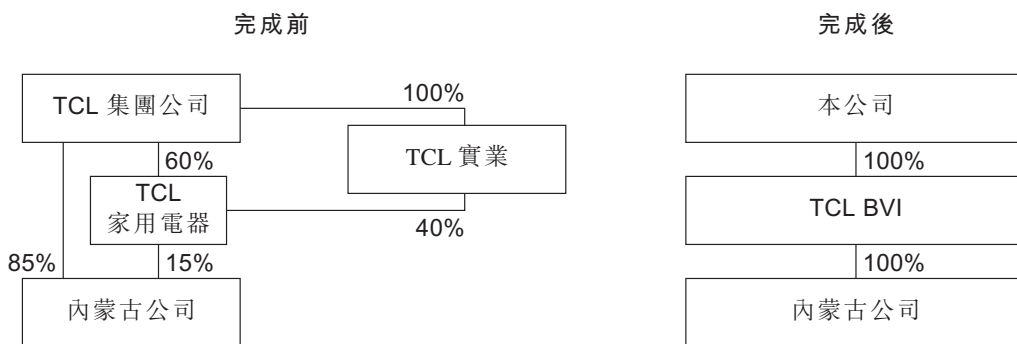 完成前
完成後
TCL 集團公司
100%
TCL 實業
60%
TCL
家用電器
40%
85%
15%
內蒙古公司
本公司
100%
TCL BVI
100%
內蒙古公司